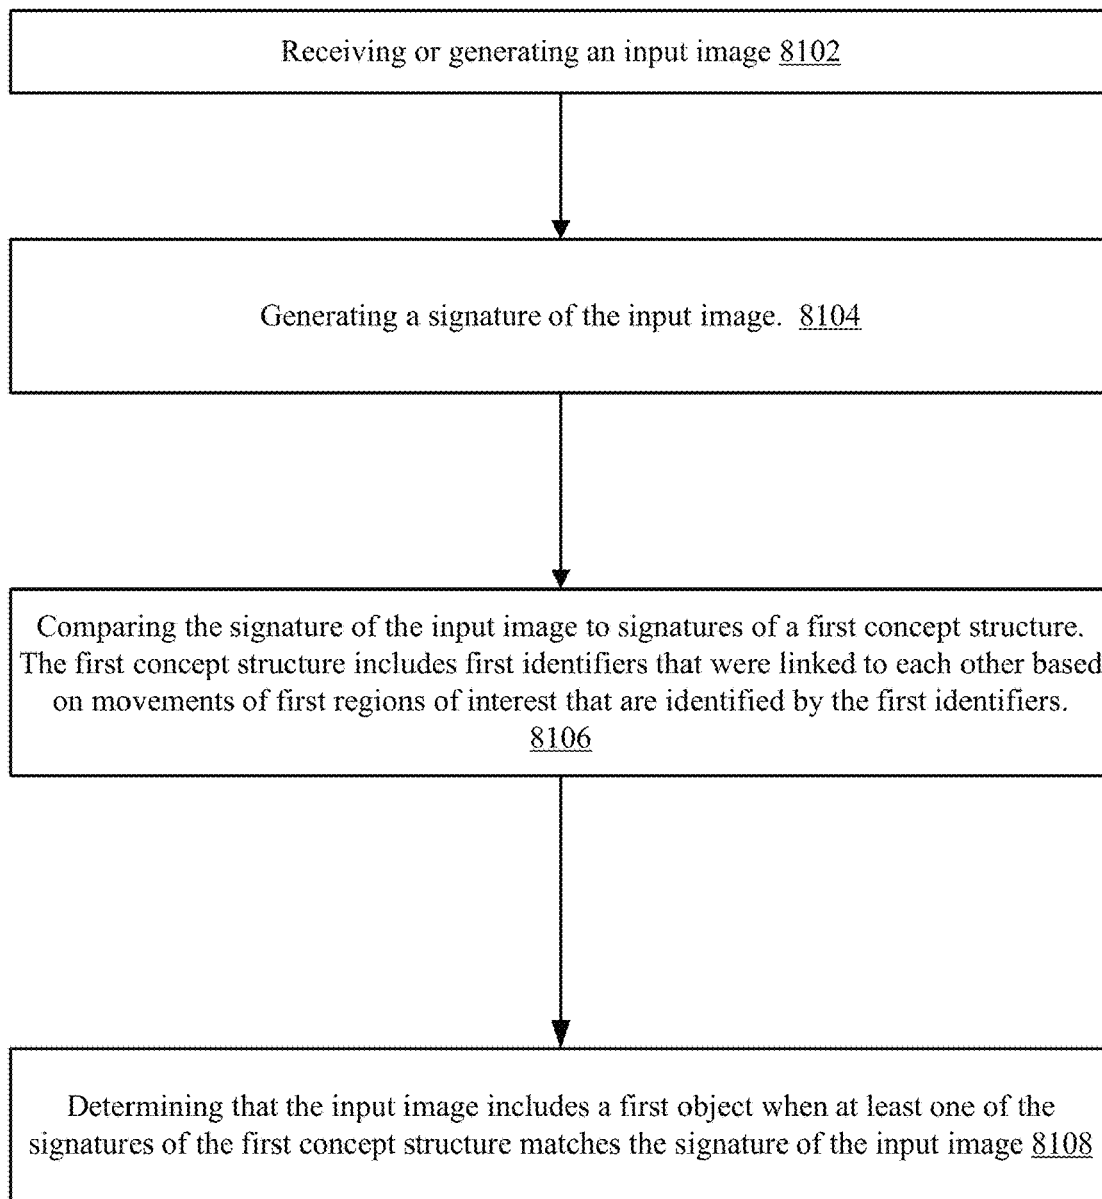 Receiving or generating an input image 8102
Generating a signature of the input image. 8104
Comparing the signature of the input image to signatures of a first concept structure.
The first concept structure includes first identifiers that were linked to each other based
on movements of first regions of interest that are identified by the first identifiers.
8106
Determining that the input image includes a first object when at least one of the
signatures of the first concept structure matches the signature of the input image 8108